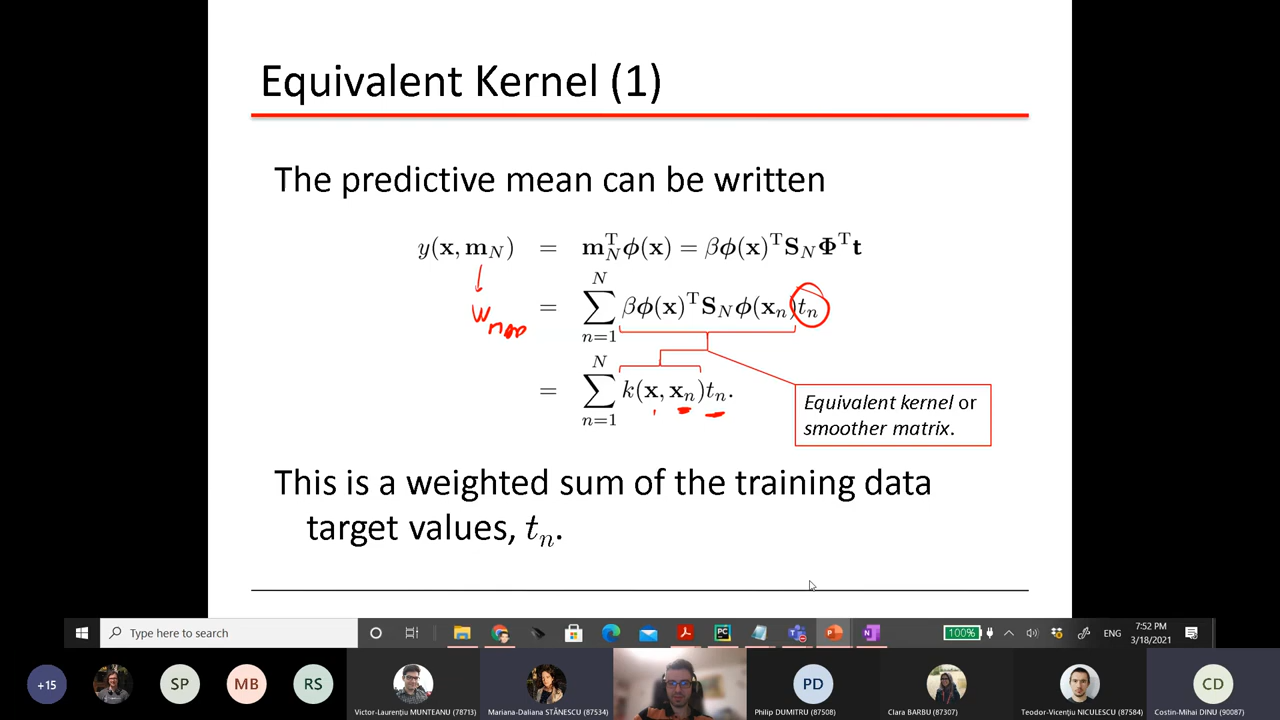 Equivalent Kernel (1)
The predictive mean can be written
y(x, m_N) = m_N^T ϕ(x) = βϕ(x)^T S_N Φ^T t
= ∑_{n=1}^{N} βϕ(x)^T S_N ϕ(x_n) t_n
= ∑_{n=1}^{N} k(x, x_n) t_n.
Equivalent kernel or
smoother matrix.
This is a weighted sum of the training data
target values, t_n.
Type here to search
100%
ENG
7:52 PM
3/18/2021
+15
SP
MB
RS
PD
CD
Victor-Laurențiu MUNTEANU (78713)
Mariana-Daliana STĂNESCU (87534)
Philip DUMITRU (87508)
Clara BARBU (87307)
Teodor-Vicențiu NICULESCU (87584)
Costin-Mihai DINU (90087)